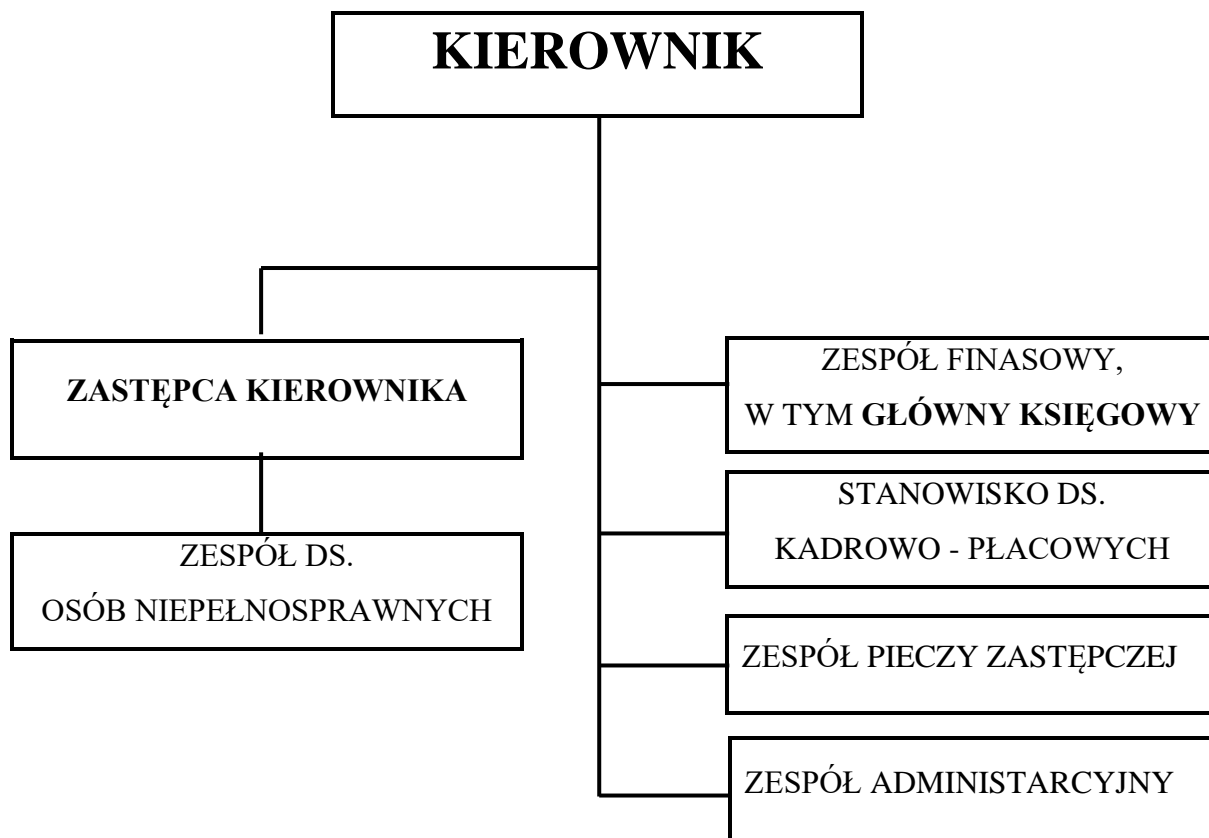 KIEROWNIK
ZASTĘPCA KIEROWNIKA
ZESPÓŁ DS.
OSÓB NIEPEŁNOSPRAWNYCH
ZESPÓŁ FINASOWY,
W TYM GŁÓWNY KSIĘGOWY
STANOWISKO DS.
KADROWO - PŁACOWYCH
ZESPÓŁ PIECZY ZASTĘPCZEJ
ZESPÓŁ ADMINISTARCYJNY